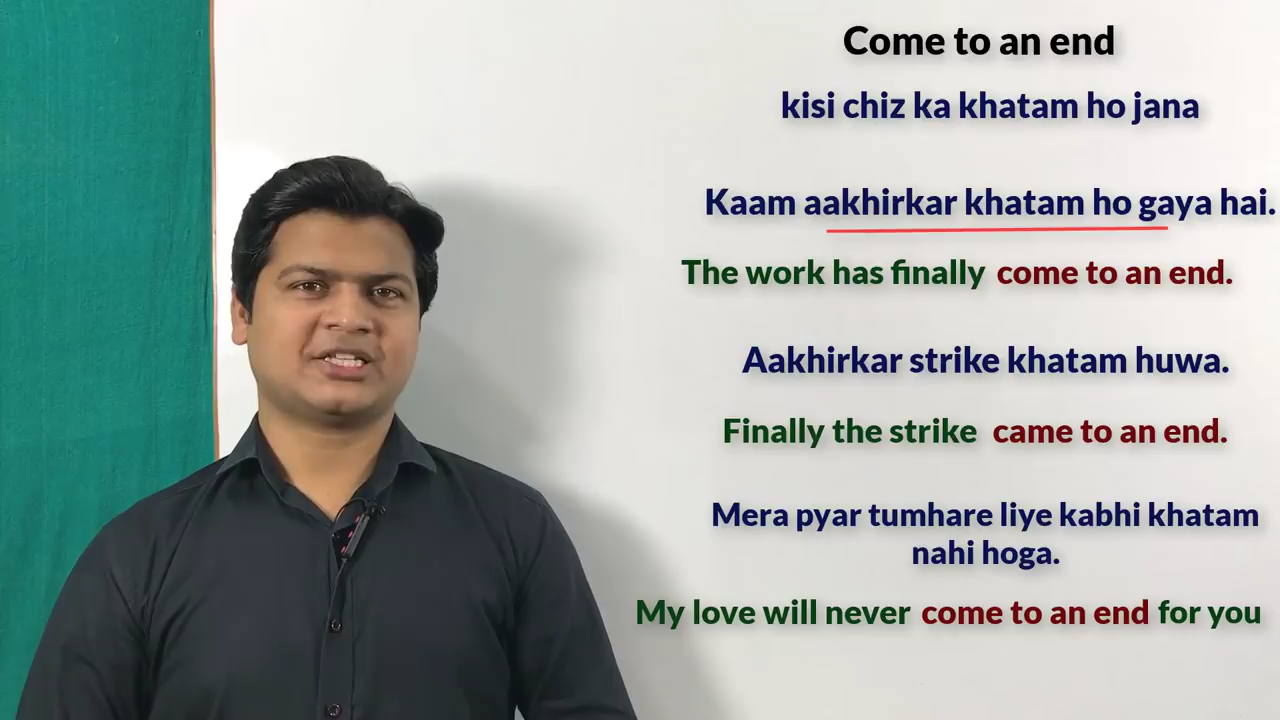 Come to an end
kisi chiz ka khatam ho jana
Kaam aakhirkar khatam ho gaya hai.
The work has finally come to an end.
Aakhirkar strike khatam huwa.
Finally the strike came to an end.
Mera pyar tumhare liye kabhi khatam
nahi hoga.
My love will never come to an end for you